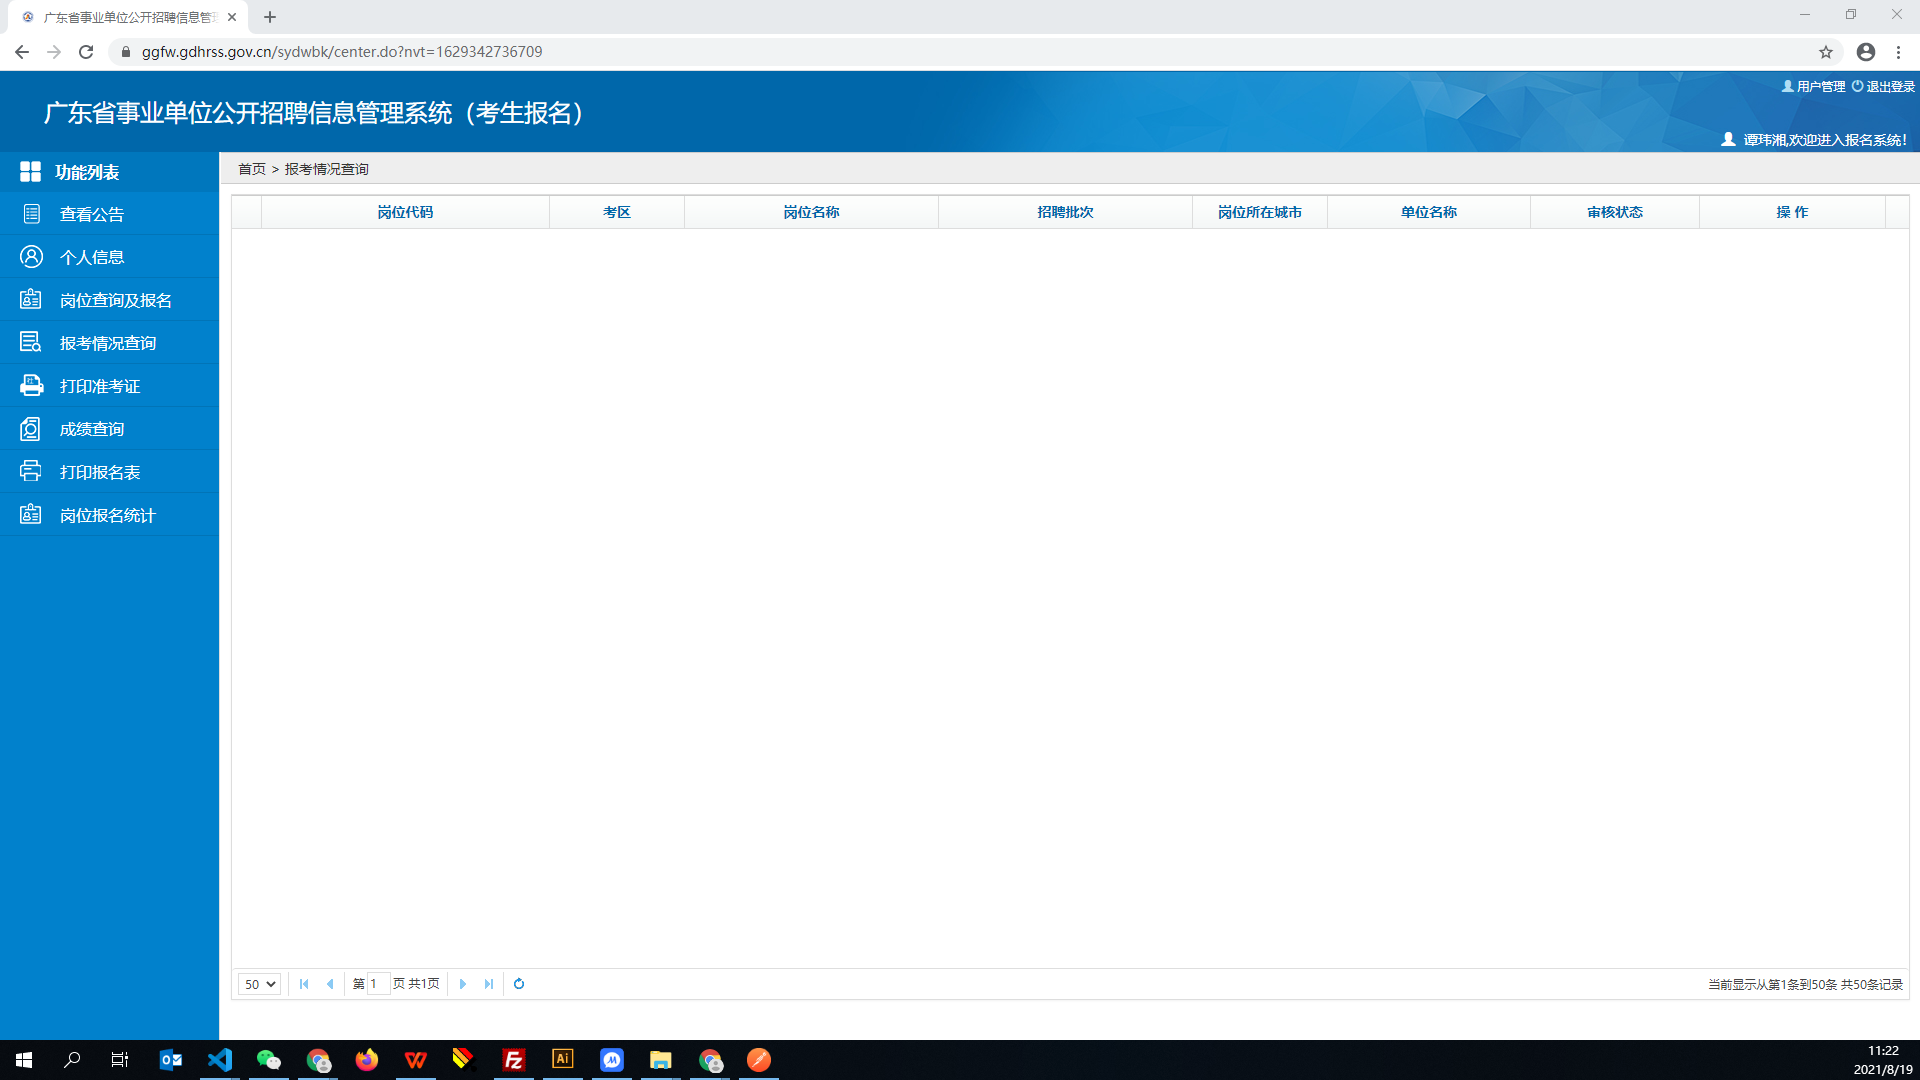 广东省事业单位公开招聘信息管
ggfw.gdhrss.gov.cn/sydwbk/center.do?nvt=1629342736709
广东省事业单位公开招聘信息管理系统（考生报名）
用户管理 退出登录
谭玮湘,欢迎进入报名系统!
功能列表
查看公告
个人信息
岗位查询及报名
报考情况查询
打印准考证
成绩查询
打印报名表
岗位报名统计
首页 > 报考情况查询
岗位代码 考区 岗位名称 招聘批次 岗位所在城市 单位名称 审核状态 操 作
50 第 1 页 共1页
当前显示从第1条到50条 共50条记录
11:22
2021/8/19